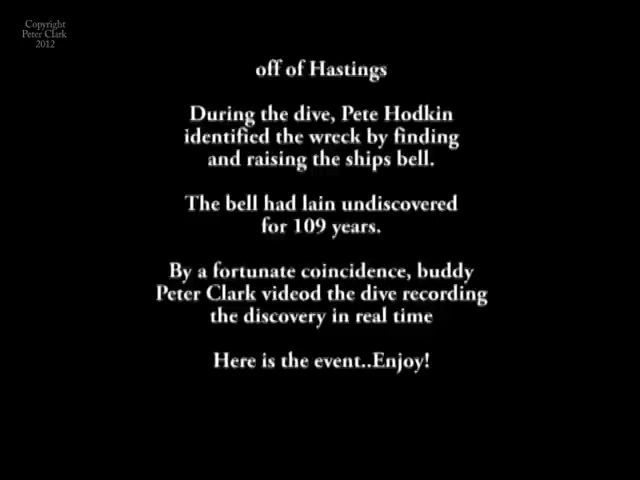 Copyright
Peter Clark
2012
off of Hastings
During the dive, Pete Hodkin
identified the wreck by finding
and raising the ships bell.
The bell had lain undiscovered
for 109 years.
By a fortunate coincidence, buddy
Peter Clark videod the dive recording
the discovery in real time
Here is the event..Enjoy!